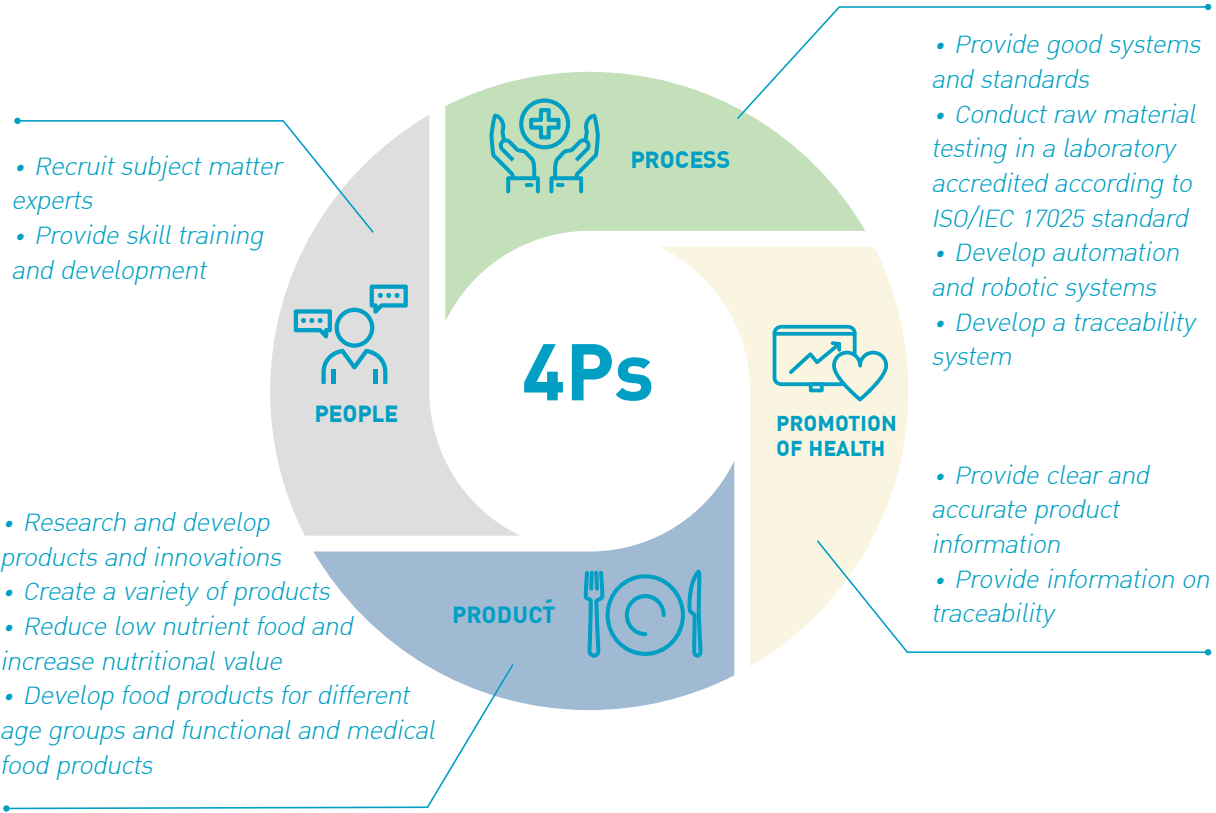 • Recruit subject matter
experts
• Provide skill training
and development
PROCESS
• Provide good systems
and standards
• Conduct raw material
testing in a laboratory
accredited according to
ISO/IEC 17025 standard
• Develop automation
and robotic systems
• Develop a traceability
system
PEOPLE
4Ps
PROMOTION
OF HEALTH
• Provide clear and
accurate product
information
• Provide information on
traceability
• Research and develop
products and innovations
• Create a variety of products
• Reduce low nutrient food and
increase nutritional value
• Develop food products for different
age groups and functional and medical
food products
PRODUCT́